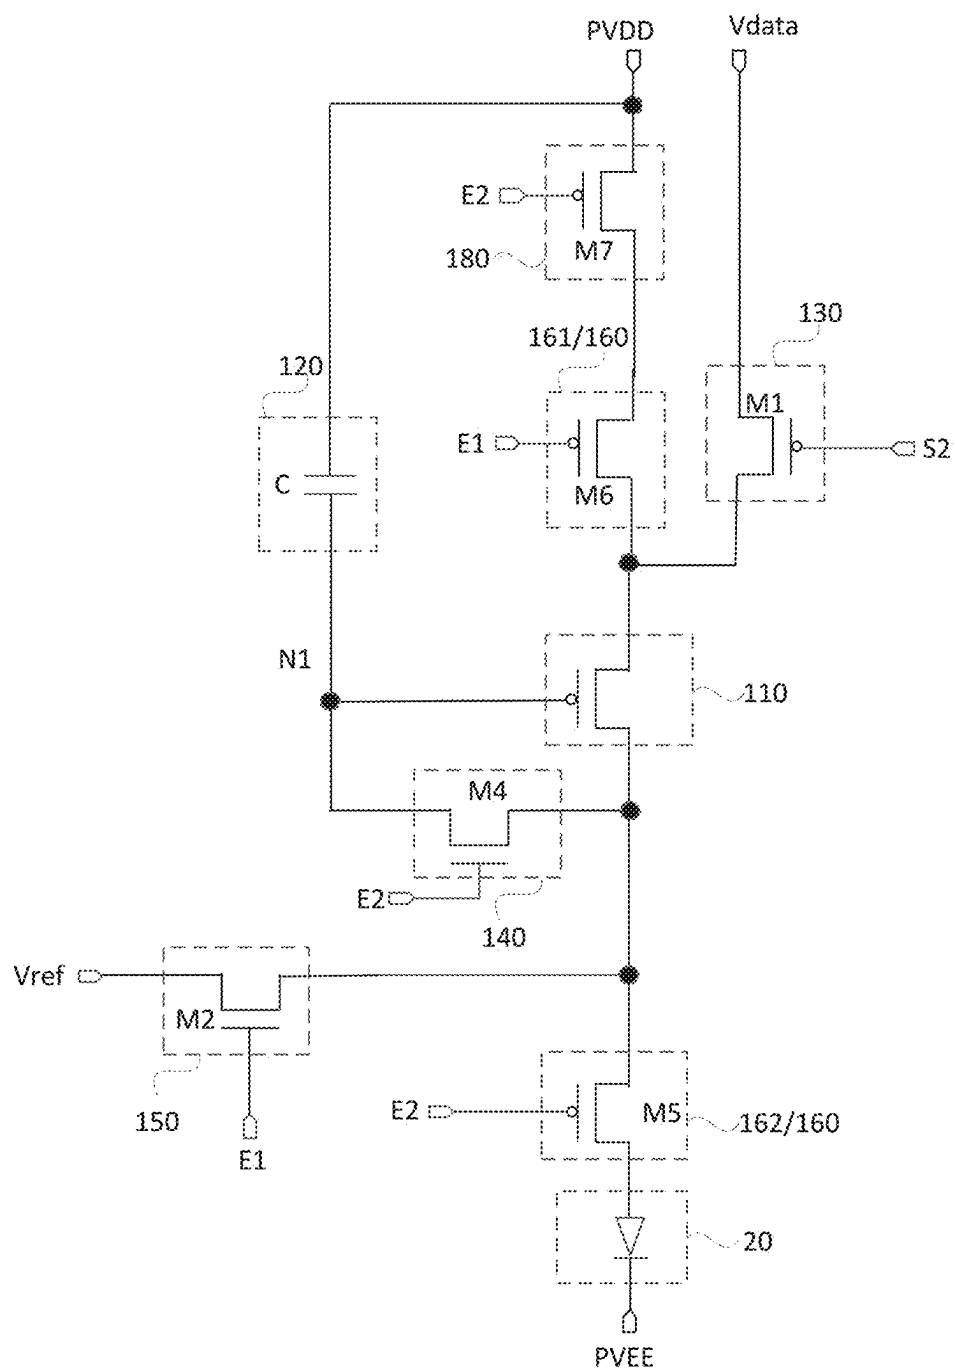 PVDD
Vdata
E2
M7
180
130
161/160
120
M1
E1
S2
C
M6
N1
110
M4
E2
140
Vref
M2
E2
M5
150
162/160
E1
20
PVEE